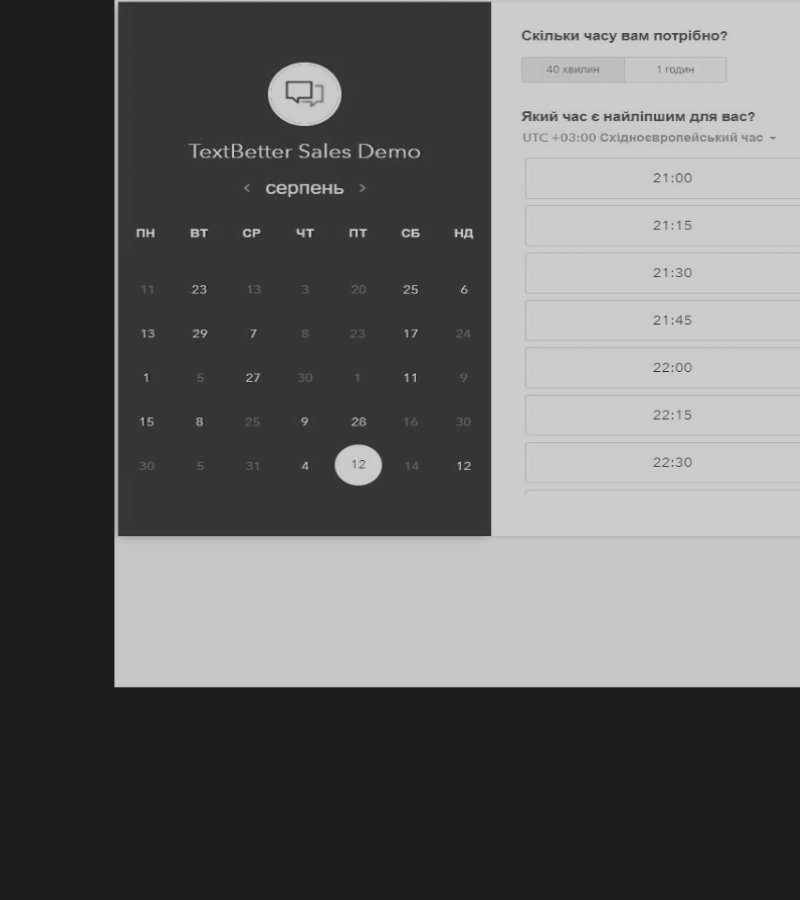 TextBetter Sales Demo
‹ серпень ›
ПН ВТ СР ЧТ ПТ СБ НД
11 23 13 3 20 25 6
13 29 7 8 23 17 24
1 5 27 30 1 11 9
15 8 25 9 28 16 30
30 5 31 4 12 14 12
Скільки часу вам потрібно?
40 хвилин 1 годин
Який час є найліпшим для вас?
UTC +03:00 Східноєвропейський час
21:00
21:15
21:30
21:45
22:00
22:15
22:30